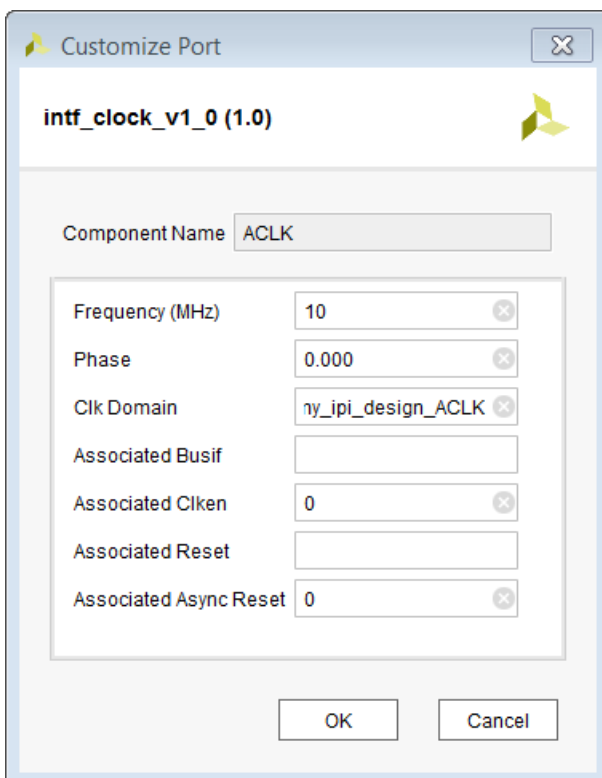 Customize Port
intf_clock_v1_0 (1.0)
Component Name ACLK
Frequency (MHz) 10
Phase 0.000
Clk Domain ny_ipi_design_ACLK
Associated Busif
Associated Clken 0
Associated Reset
Associated Async Reset 0
OK Cancel